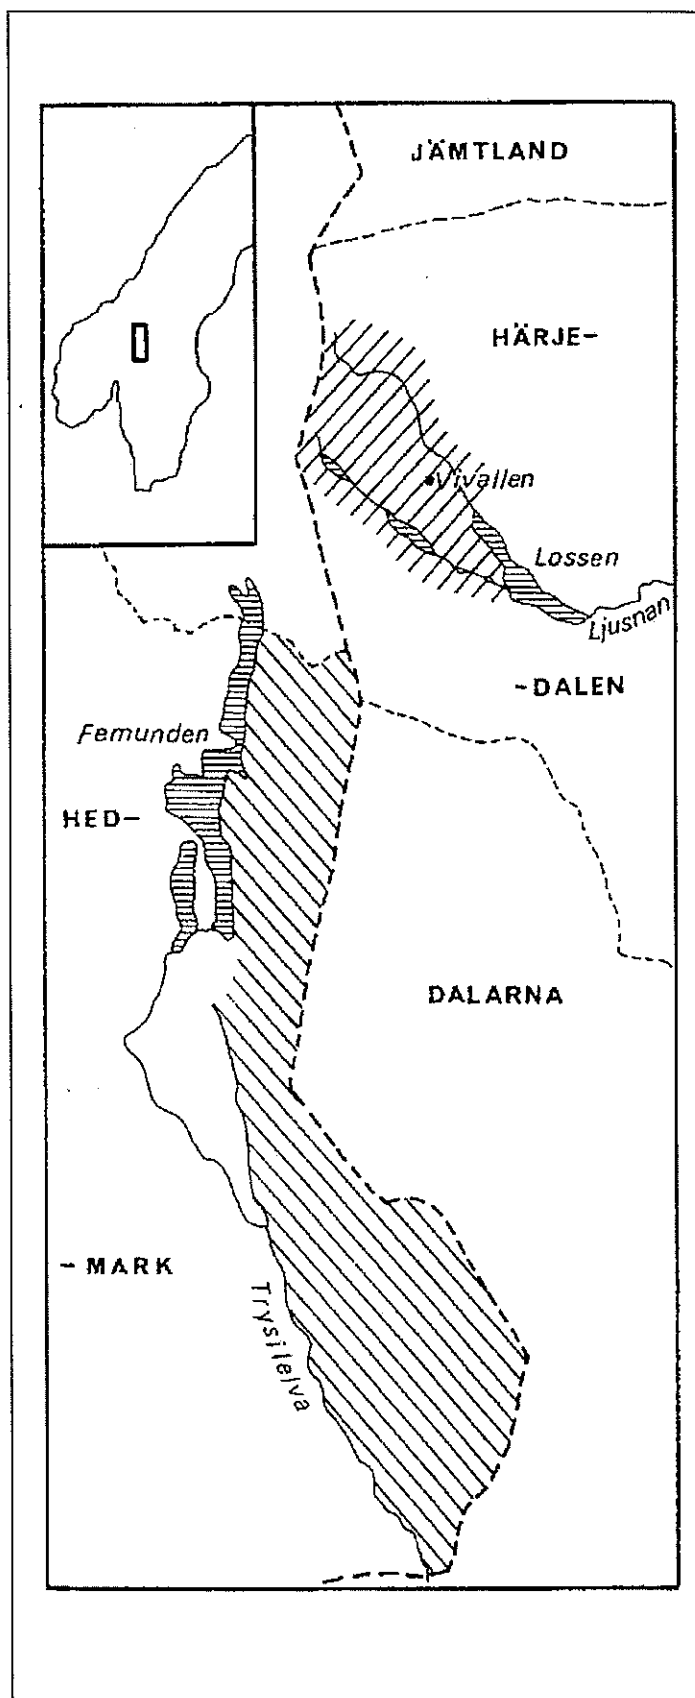 JÄMTLAND
HÄRJE-
Vivallen
Lossen
Ljusnan
-DALEN
Femunden
HED-
DALARNA
-MARK
Trysilelva